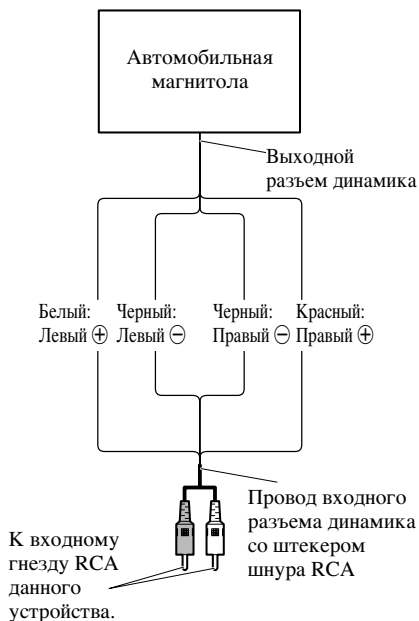 Автомобильная
магнитола
Выходной
разъем динамика
Белый:
Левый ⊕
Черный:
Левый ⊖
Черный:
Правый ⊖
Красный:
Правый ⊕
Провод входного
разъема динамика
со штекером
шнура RCA
К входному
гнезду RCA
данного
устройства.